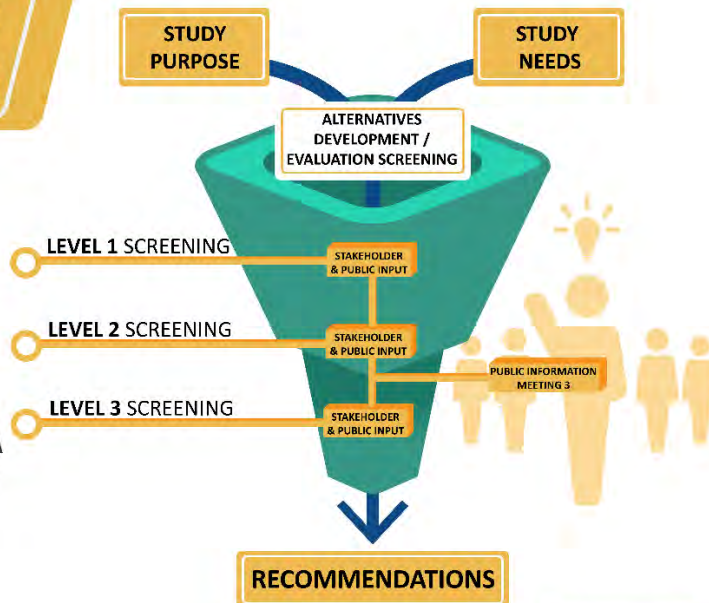 STUDY
PURPOSE
STUDY
NEEDS
ALTERNATIVES
DEVELOPMENT /
EVALUATION SCREENING
LEVEL 1 SCREENING
STAKEHOLDER
& PUBLIC INPUT
LEVEL 2 SCREENING
STAKEHOLDER
& PUBLIC INPUT
PUBLIC INFORMATION
MEETING 3
LEVEL 3 SCREENING
STAKEHOLDER
& PUBLIC INPUT
RECOMMENDATIONS